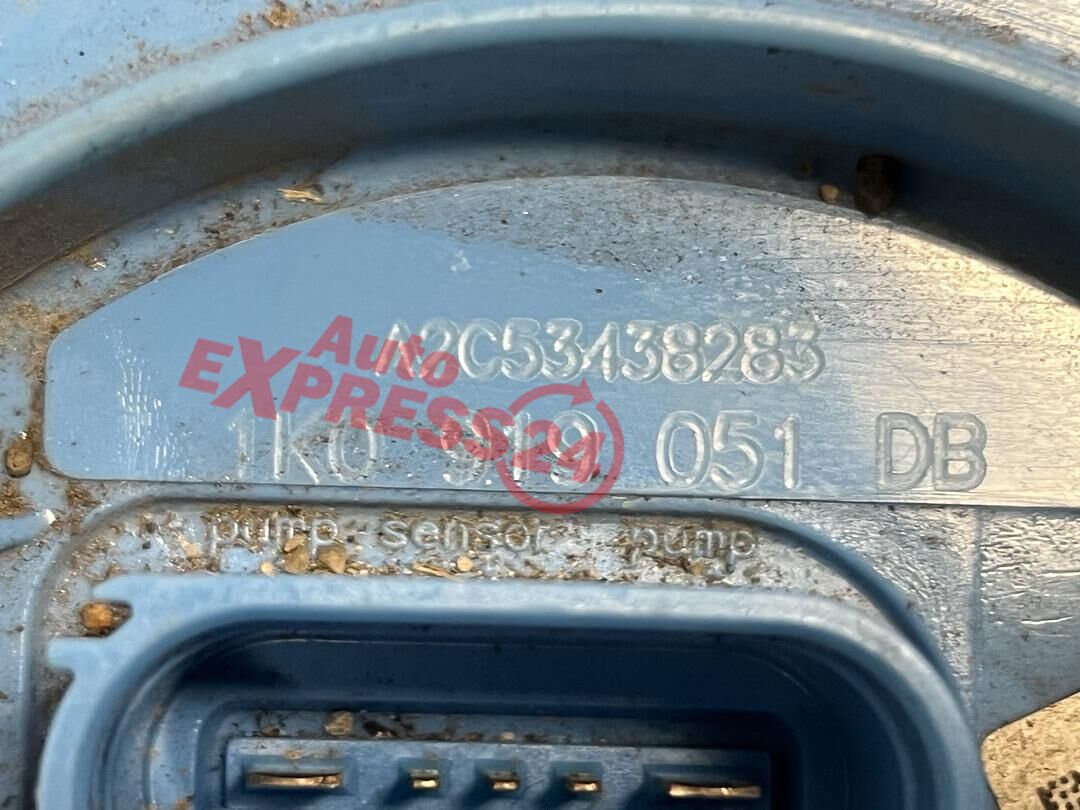 A2C53438283
1K0 919 051 DB
pump sensor pump
Auto
EXPRESS24